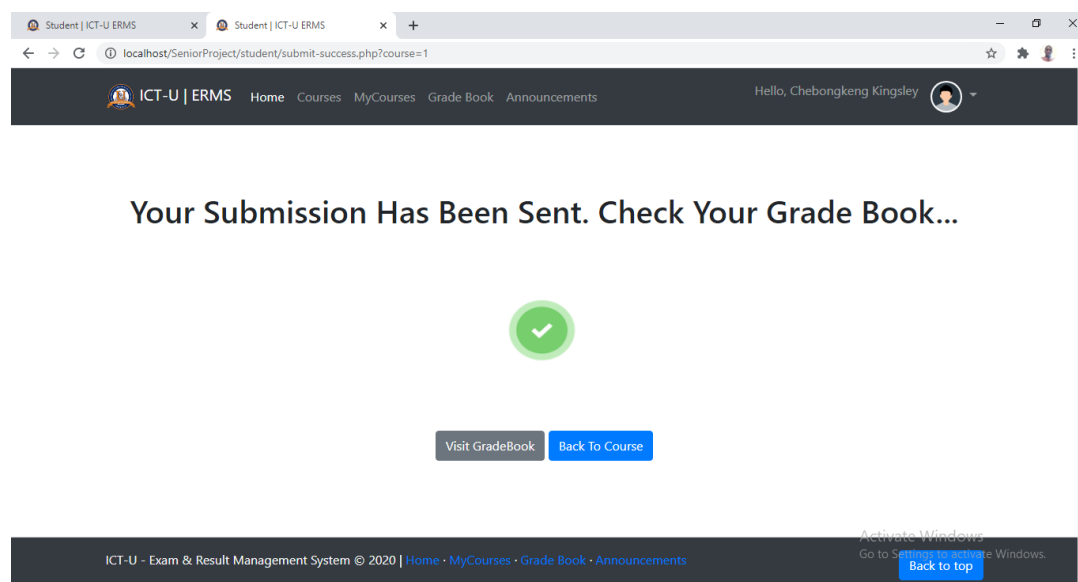 Student | ICT-U ERMS
Student | ICT-U ERMS
localhost/SeniorProject/student/submit-success.php?course=1
ICT-U | ERMS Home Courses MyCourses Grade Book Announcements Hello, Chebongkeng Kingsley
Your Submission Has Been Sent. Check Your Grade Book...
Visit GradeBook Back To Course
Activate Windows
Go to Settings to activate Windows.
ICT-U - Exam & Result Management System © 2020 | Home · MyCourses · Grade Book · Announcements
Back to top